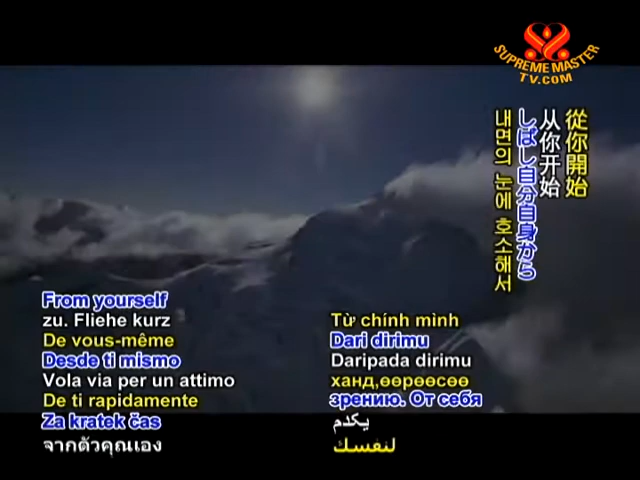 SUPREME MASTER
TV.COM
從你開始
从你开始
しばし自分自身から
내면의 눈에 호소해서
From yourself
zu. Fliehe kurz
De vous-même
Desde ti mismo
Vola via per un attimo
De ti rapidamente
Za kratek čas
จากตัวคุณเอง
Từ chính mình
Dari dirimu
Daripada dirimu
ханд,өөрөөсөө
зрению. От себя
يكدم
لنفسك